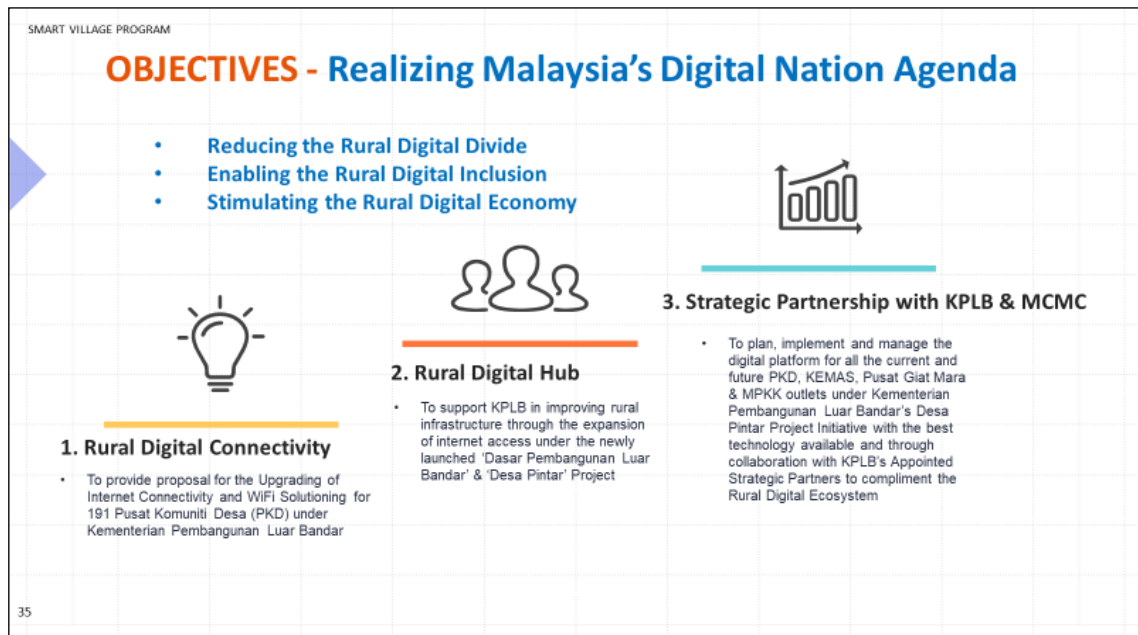 SMART VILLAGE PROGRAM
OBJECTIVES - Realizing Malaysia's Digital Nation Agenda
• Reducing the Rural Digital Divide
• Enabling the Rural Digital Inclusion
• Stimulating the Rural Digital Economy
1. Rural Digital Connectivity
• To provide proposal for the Upgrading of
Internet Connectivity and WiFi Solutioning for
191 Pusat Komuniti Desa (PKD) under
Kementerian Pembangunan Luar Bandar
2. Rural Digital Hub
• To support KPLB in improving rural
infrastructure through the expansion
of internet access under the newly
launched 'Dasar Pembangunan Luar
Bandar' & 'Desa Pintar' Project
3. Strategic Partnership with KPLB & MCMC
• To plan, implement and manage the
digital platform for all the current and
future PKD, KEMAS, Pusat Giat Mara
& MPKK outlets under Kementerian
Pembangunan Luar Bandar's Desa
Pintar Project Initiative with the best
technology available and through
collaboration with KPLB's Appointed
Strategic Partners to compliment the
Rural Digital Ecosystem
35